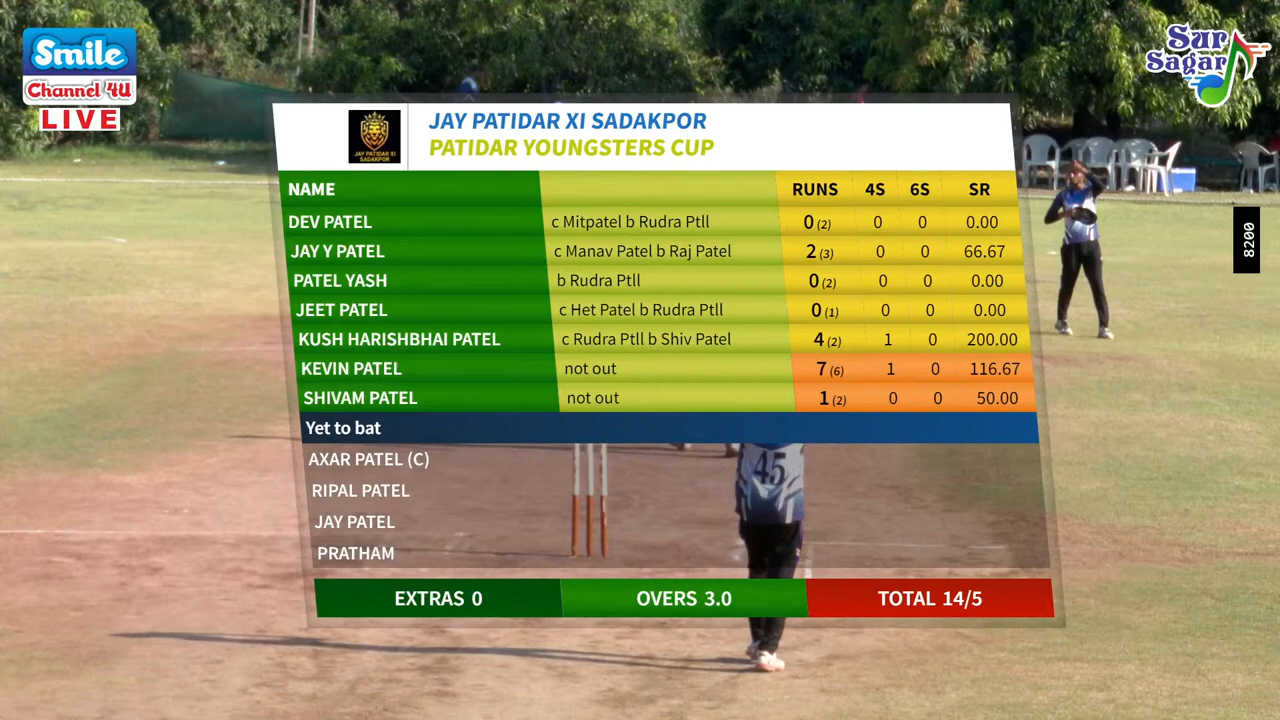 Smile
Channel 4U
LIVE
Sur
Sagar
JAY PATIDAR XI
SADAKPOR
JAY PATIDAR XI SADAKPOR
PATIDAR YOUNGSTERS CUP
NAME RUNS 4S 6S SR
DEV PATEL c Mitpatel b Rudra Ptll 0 (2) 0 0 0.00
JAY Y PATEL c Manav Patel b Raj Patel 2 (3) 0 0 66.67
PATEL YASH b Rudra Ptll 0 (2) 0 0 0.00
JEET PATEL c Het Patel b Rudra Ptll 0 (1) 0 0 0.00
KUSH HARISHBHAI PATEL c Rudra Ptll b Shiv Patel 4 (2) 1 0 200.00
KEVIN PATEL not out 7 (6) 1 0 116.67
SHIVAM PATEL not out 1 (2) 0 0 50.00
Yet to bat
AXAR PATEL (C)
RIPAL PATEL
JAY PATEL
PRATHAM
EXTRAS 0 OVERS 3.0 TOTAL 14/5
8200
45